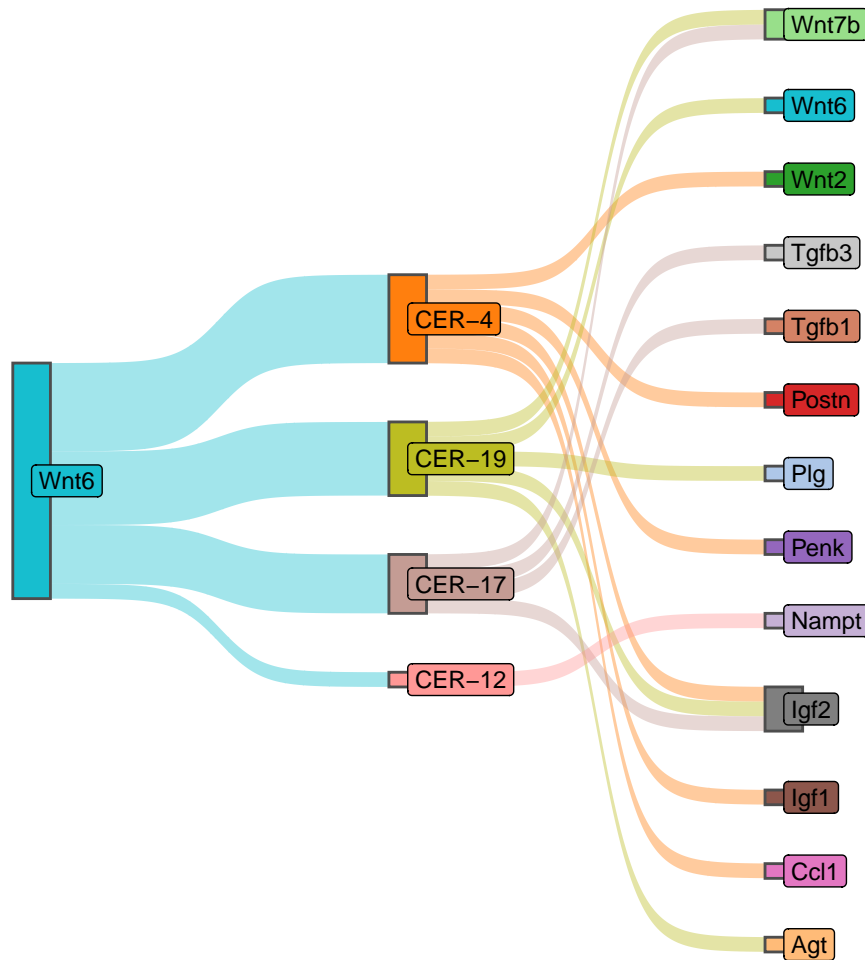 Wnt6
CER−4
CER−19
CER−17
CER−12
Wnt7b
Wnt6
Wnt2
Tgfb3
Tgfb1
Postn
Plg
Penk
Nampt
Igf2
Igf1
Ccl1
Agt